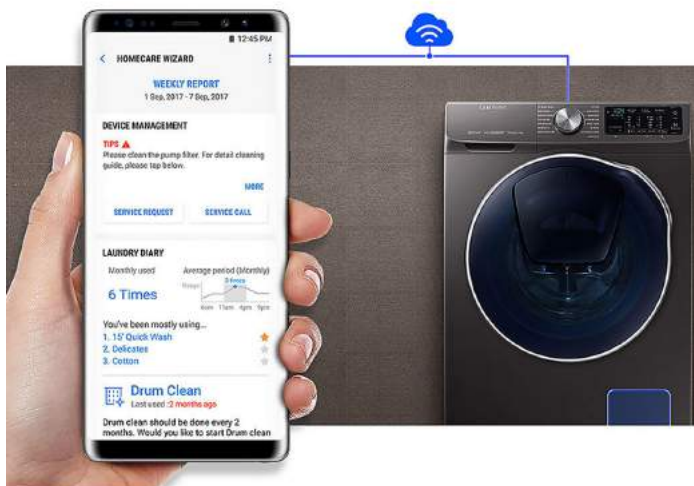 12:45 PM
HOMECARE WIZARD
WEEKLY REPORT
1 Sep, 2017 - 7 Sep, 2017
DEVICE MANAGEMENT
TIPS
Please clean the pump filter. For detail cleaning
guide, please tap below.
MORE
SERVICE REQUEST SERVICE CALL
LAUNDRY DIARY
Monthly used Average period (Monthly)
3 times
6 Times
6am 11am 4pm 9pm
You've been mostly using...
1. 15' Quick Wash
2. Delicates
3. Cotton
Drum Clean
Last used :2 months ago
Drum clean should be done every 2
months. Would you like to start Drum clean